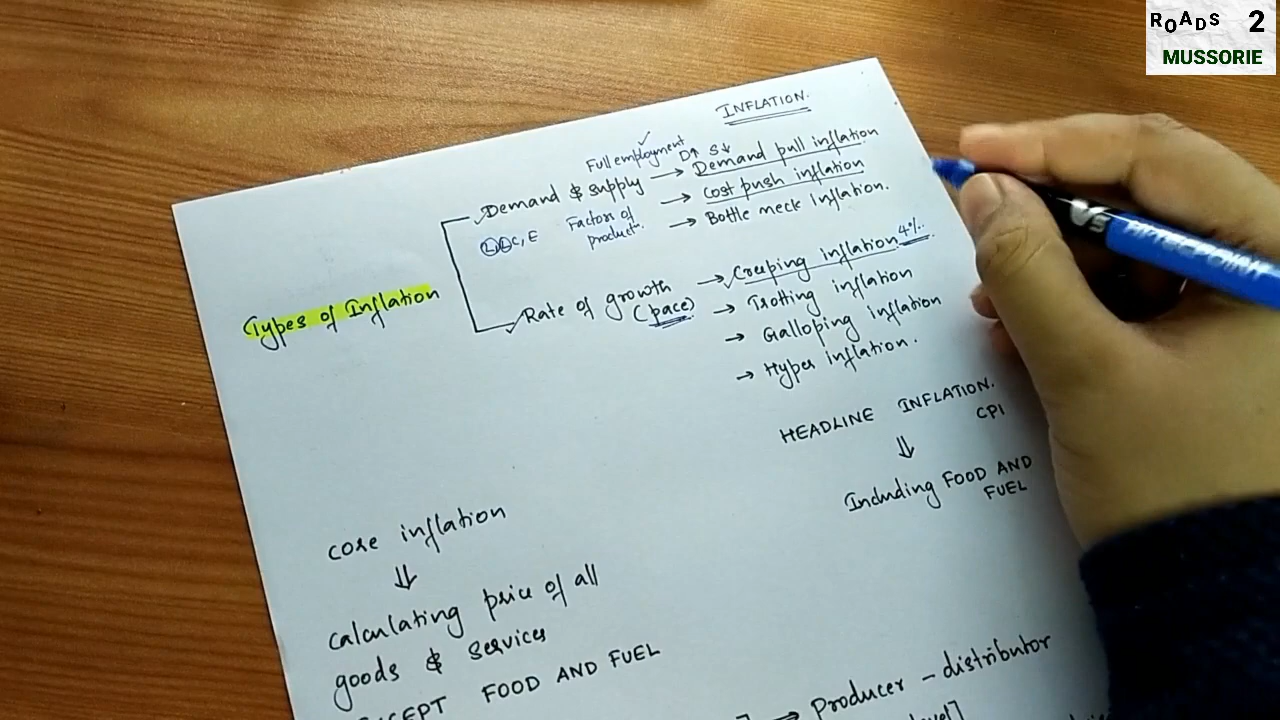 ROADS 2
MUSSORIE
INFLATION.
Full employment
D↑ S↓
Demand & supply → Demand pull inflation
→ Cost push inflation
→ Bottle meck Inflation.
L, L, C, E
Factors of
product".
Types of Inflation
Rate of growth
(pace)
→ Creeping inflation 4%.
→ Trotting inflation
→ Galloping inflation
→ Hyper inflation.
HEADLINE INFLATION.
CPI
⇓
Including FOOD AND
FUEL
core inflation
⇓
calculating price of all
goods & services
EXCEPT FOOD AND FUEL
Producer - distributor